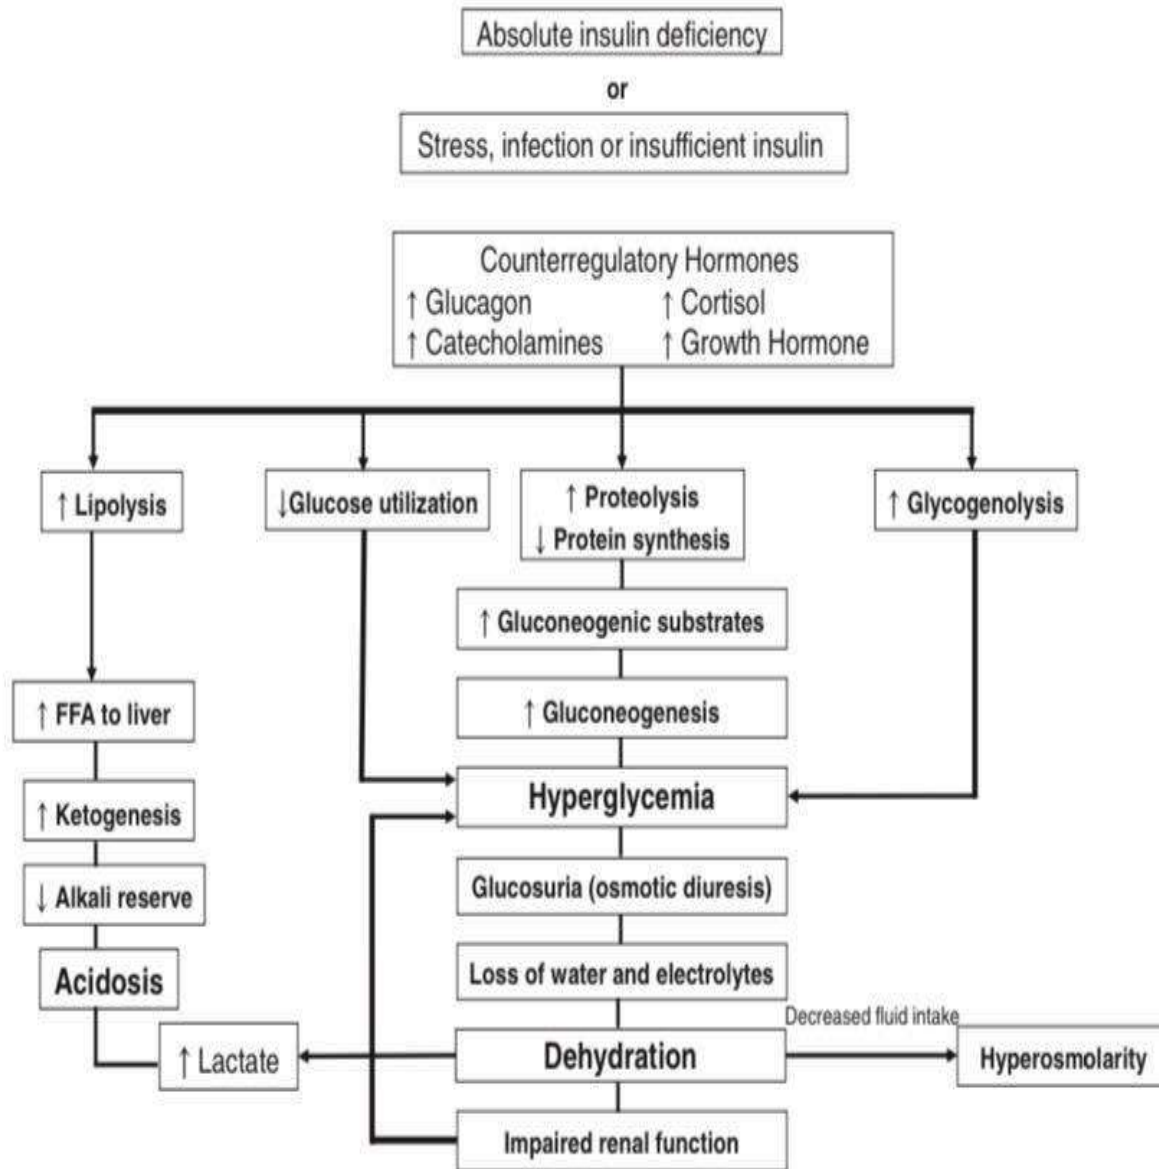 Absolute insulin deficiency
or
Stress, infection or insufficient insulin
Counterregulatory Hormones
↑ Glucagon ↑ Cortisol
↑ Catecholamines ↑ Growth Hormone
↑ Lipolysis
↓Glucose utilization
↑ Proteolysis
↓ Protein synthesis
↑ Glycogenolysis
↑ Gluconeogenic substrates
↑ FFA to liver
↑ Gluconeogenesis
↑ Ketogenesis
Hyperglycemia
↓ Alkali reserve
Glucosuria (osmotic diuresis)
Acidosis
Loss of water and electrolytes
↑ Lactate
Dehydration
Decreased fluid intake
Hyperosmolarity
Impaired renal function